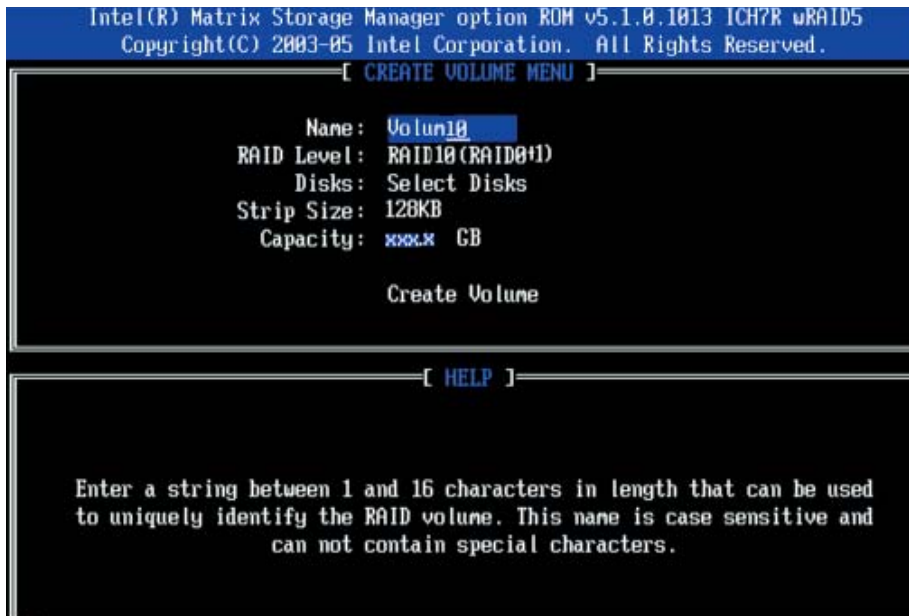 Intel(R) Matrix Storage Manager option ROM v5.1.0.1013 ICH7R wRAID5
Copyright(C) 2003-05 Intel Corporation. All Rights Reserved.
[ CREATE VOLUME MENU ]
Name: Volum10
RAID Level: RAID10(RAID0+1)
Disks: Select Disks
Strip Size: 128KB
Capacity: xxx.x GB
Create Volume
[ HELP ]
Enter a string between 1 and 16 characters in length that can be used
to uniquely identify the RAID volume. This name is case sensitive and
can not contain special characters.